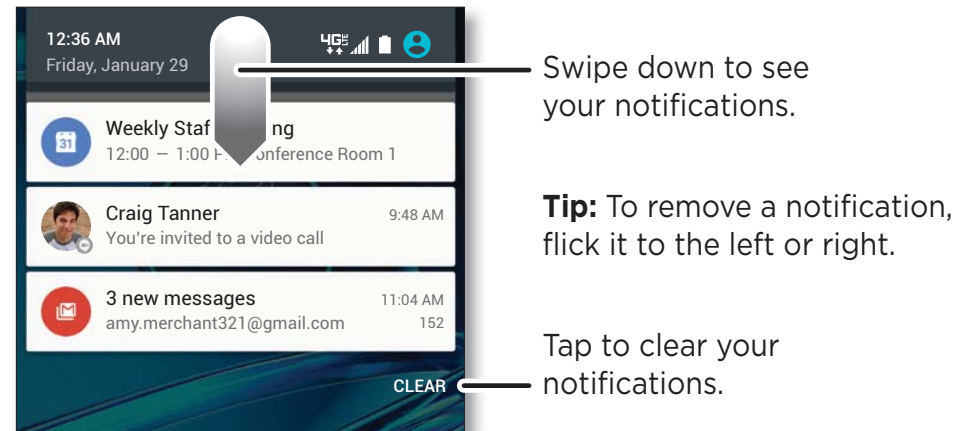 12:36 AM
4G LTE
Friday, January 29
Swipe down to see
your notifications.
31
Weekly Staf ng
12:00 – 1:00 onference Room 1
Craig Tanner
9:48 AM
You're invited to a video call
Tip: To remove a notification,
flick it to the left or right.
3 new messages
11:04 AM
amy.merchant321@gmail.com
152
Tap to clear your
notifications.
CLEAR